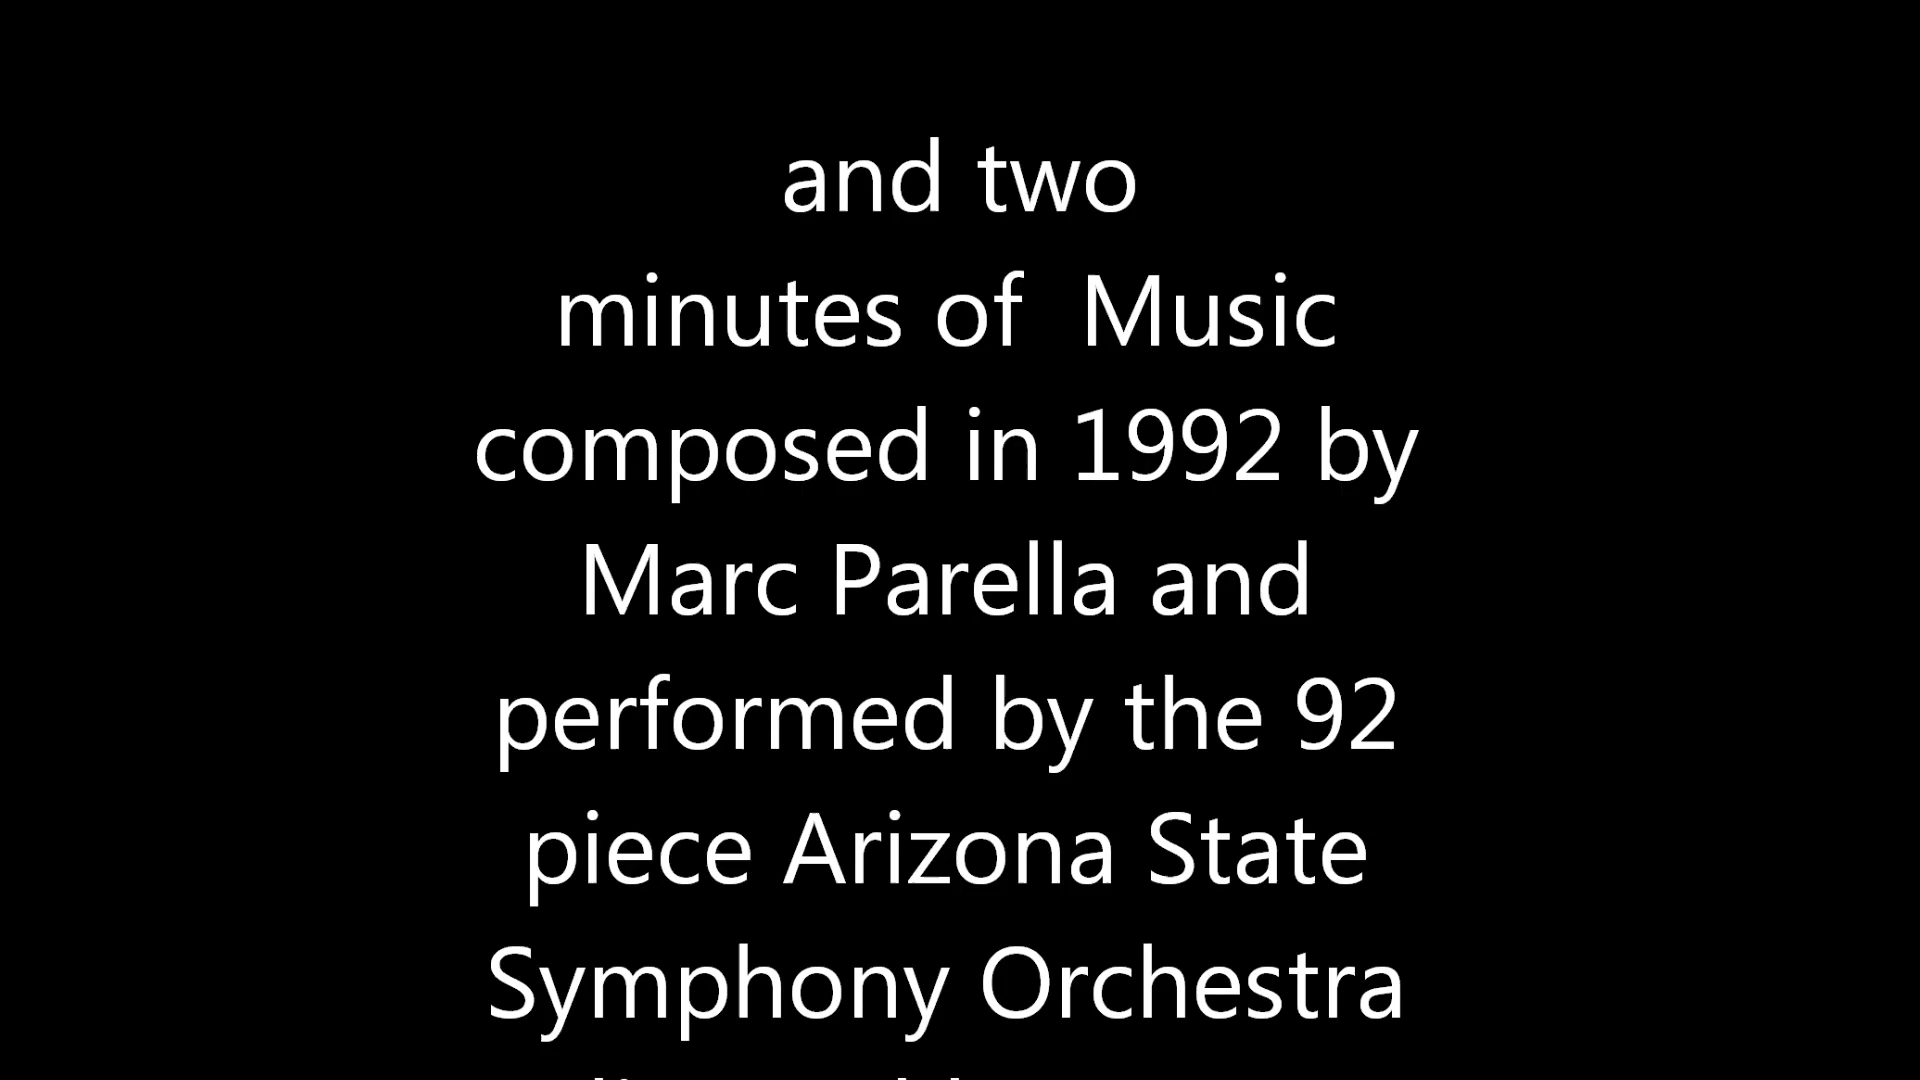 and two
minutes of  Music
composed in 1992 by
Marc Parella and
performed by the 92
piece Arizona State
Symphony Orchestra